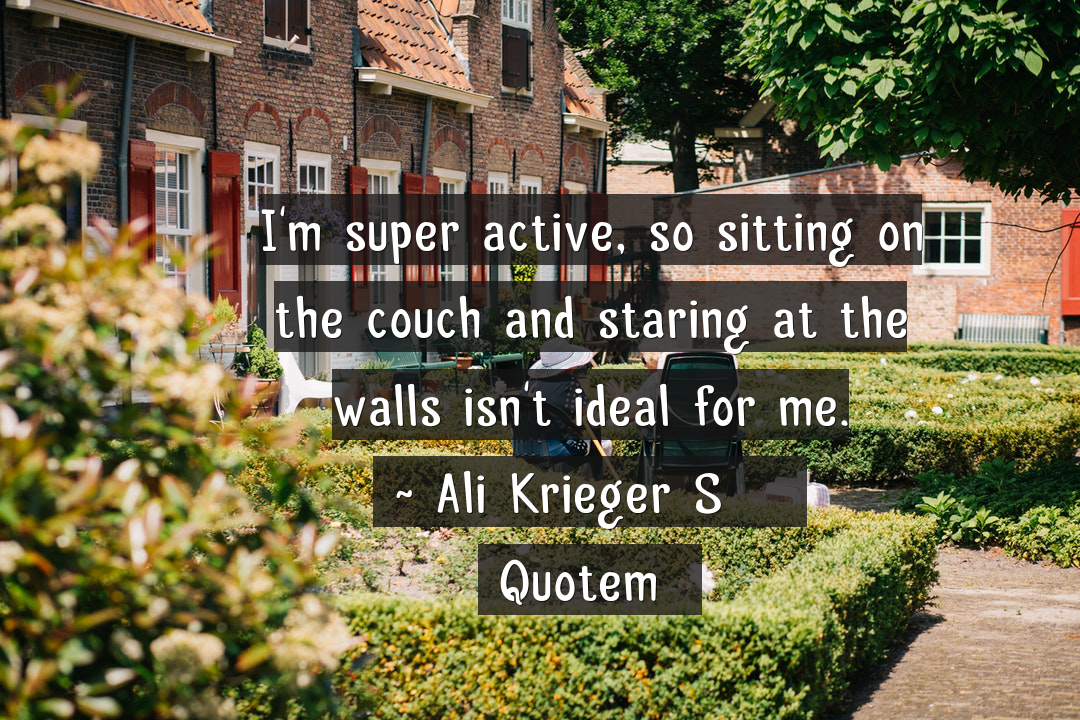 I'm super active, so sitting on
the couch and staring at the
walls isn't ideal for me.
~ Ali Krieger S
Quotem